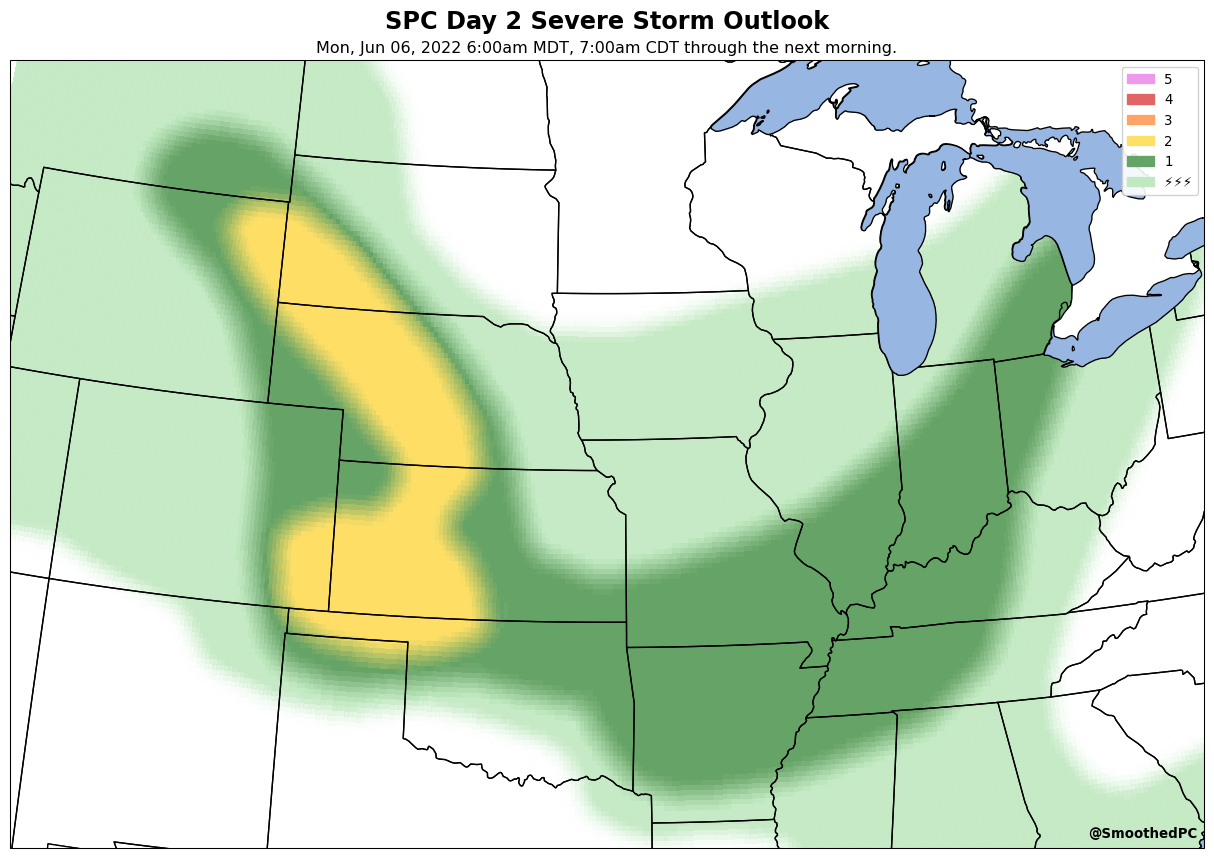 SPC Day 2 Severe Storm Outlook
Mon, Jun 06, 2022 6:00am MDT, 7:00am CDT through the next morning.
5
4
3
2
1
⚡⚡⚡
@SmoothedPC